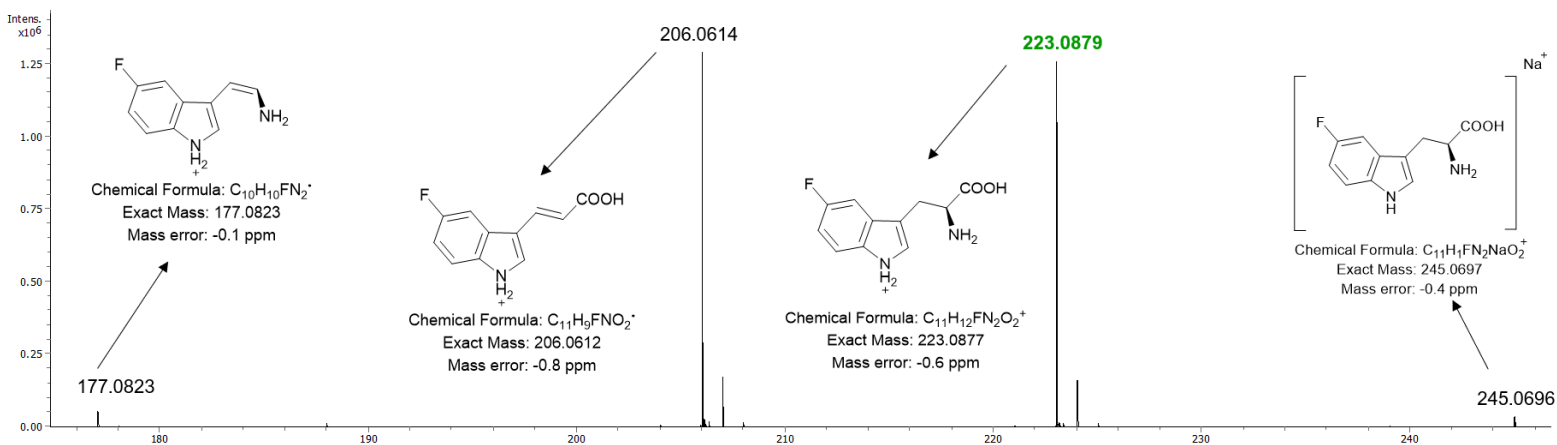 Intens.
x10⁶
1.25
1.00
0.75
0.50
0.25
0.00
180
190
200
210
220
230
240
F
NH₂
N
H₂
+
Chemical Formula: C₁₀H₁₀FN₂•
Exact Mass: 177.0823
Mass error: -0.1 ppm
177.0823
206.0614
F
COOH
N
H₂
+
Chemical Formula: C₁₁H₉FNO₂•
Exact Mass: 206.0612
Mass error: -0.8 ppm
223.0879
F
COOH
NH₂
N
H₂
+
Chemical Formula: C₁₁H₁₂FN₂O₂⁺
Exact Mass: 223.0877
Mass error: -0.6 ppm
Na⁺
F
COOH
NH₂
N
H
Chemical Formula: C₁₁H₁FN₂NaO₂⁺
Exact Mass: 245.0697
Mass error: -0.4 ppm
245.0696